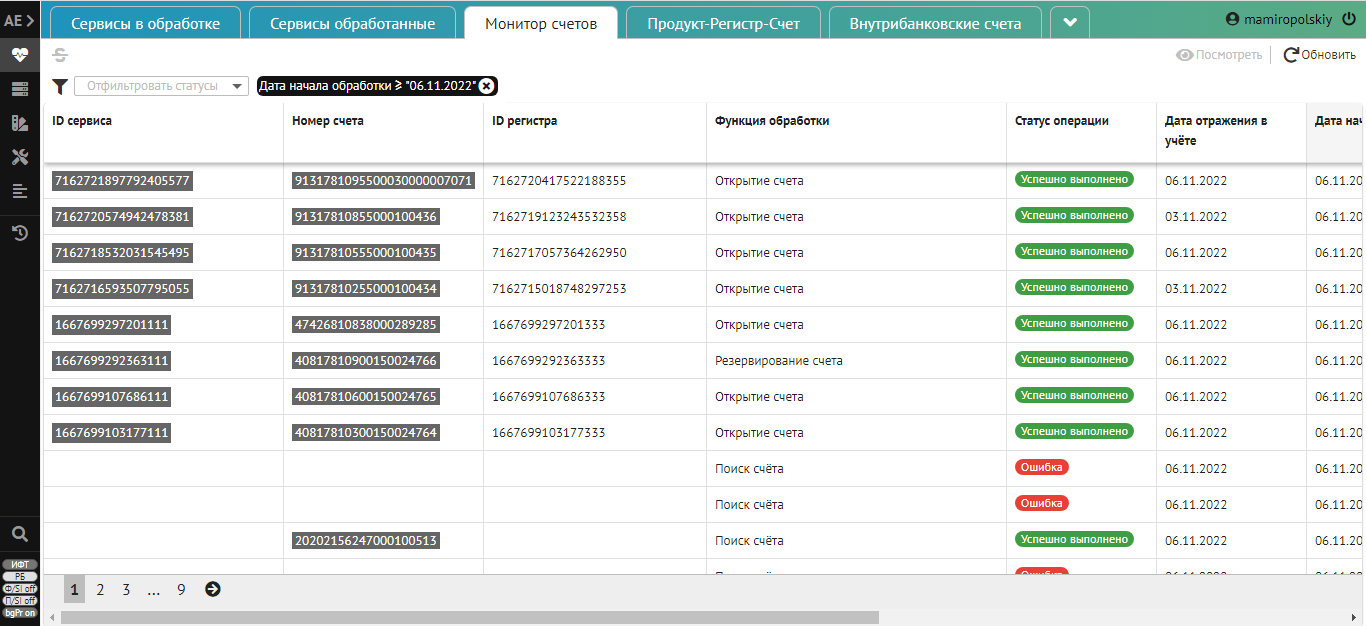 AE
Сервисы в обработке
Сервисы обработанные
Монитор счетов
Продукт-Регистр-Счет
Внутрибанковские счета
mamiropolskiy
Посмотреть
Обновить
Отфильтровать статусы
Дата начала обработки ≥ "06.11.2022"
ID сервиса Номер счета ID регистра Функция обработки Статус операции Дата отражения в учёте Дата нач
7162721897792405577 9131781095500030000007071 7162720417522188355 Открытие счета Успешно выполнено 06.11.2022 06.11.20
7162720574942478381 91317810855000100436 7162719123243532358 Открытие счета Успешно выполнено 03.11.2022 06.11.20
7162718532031545495 91317810555000100435 7162717057364262950 Открытие счета Успешно выполнено 06.11.2022 06.11.20
7162716593507795055 91317810255000100434 7162715018748297253 Открытие счета Успешно выполнено 03.11.2022 06.11.20
1667699297201111 47426810838000289285 1667699297201333 Открытие счета Успешно выполнено 06.11.2022 06.11.20
1667699292363111 40817810900150024766 1667699292363333 Резервирование счета Успешно выполнено 06.11.2022 06.11.20
1667699107686111 40817810600150024765 1667699107686333 Открытие счета Успешно выполнено 06.11.2022 06.11.20
1667699103177111 40817810300150024764 1667699103177333 Открытие счета Успешно выполнено 06.11.2022 06.11.20
Поиск счёта Ошибка 06.11.2022 06.11.20
Поиск счёта Ошибка 06.11.2022 06.11.20
20202156247000100513 Поиск счёта Успешно выполнено 06.11.2022 06.11.20
ИФТ
РБ
Ф/SI off
П/SI off
bgPr on
1 2 3 ... 9